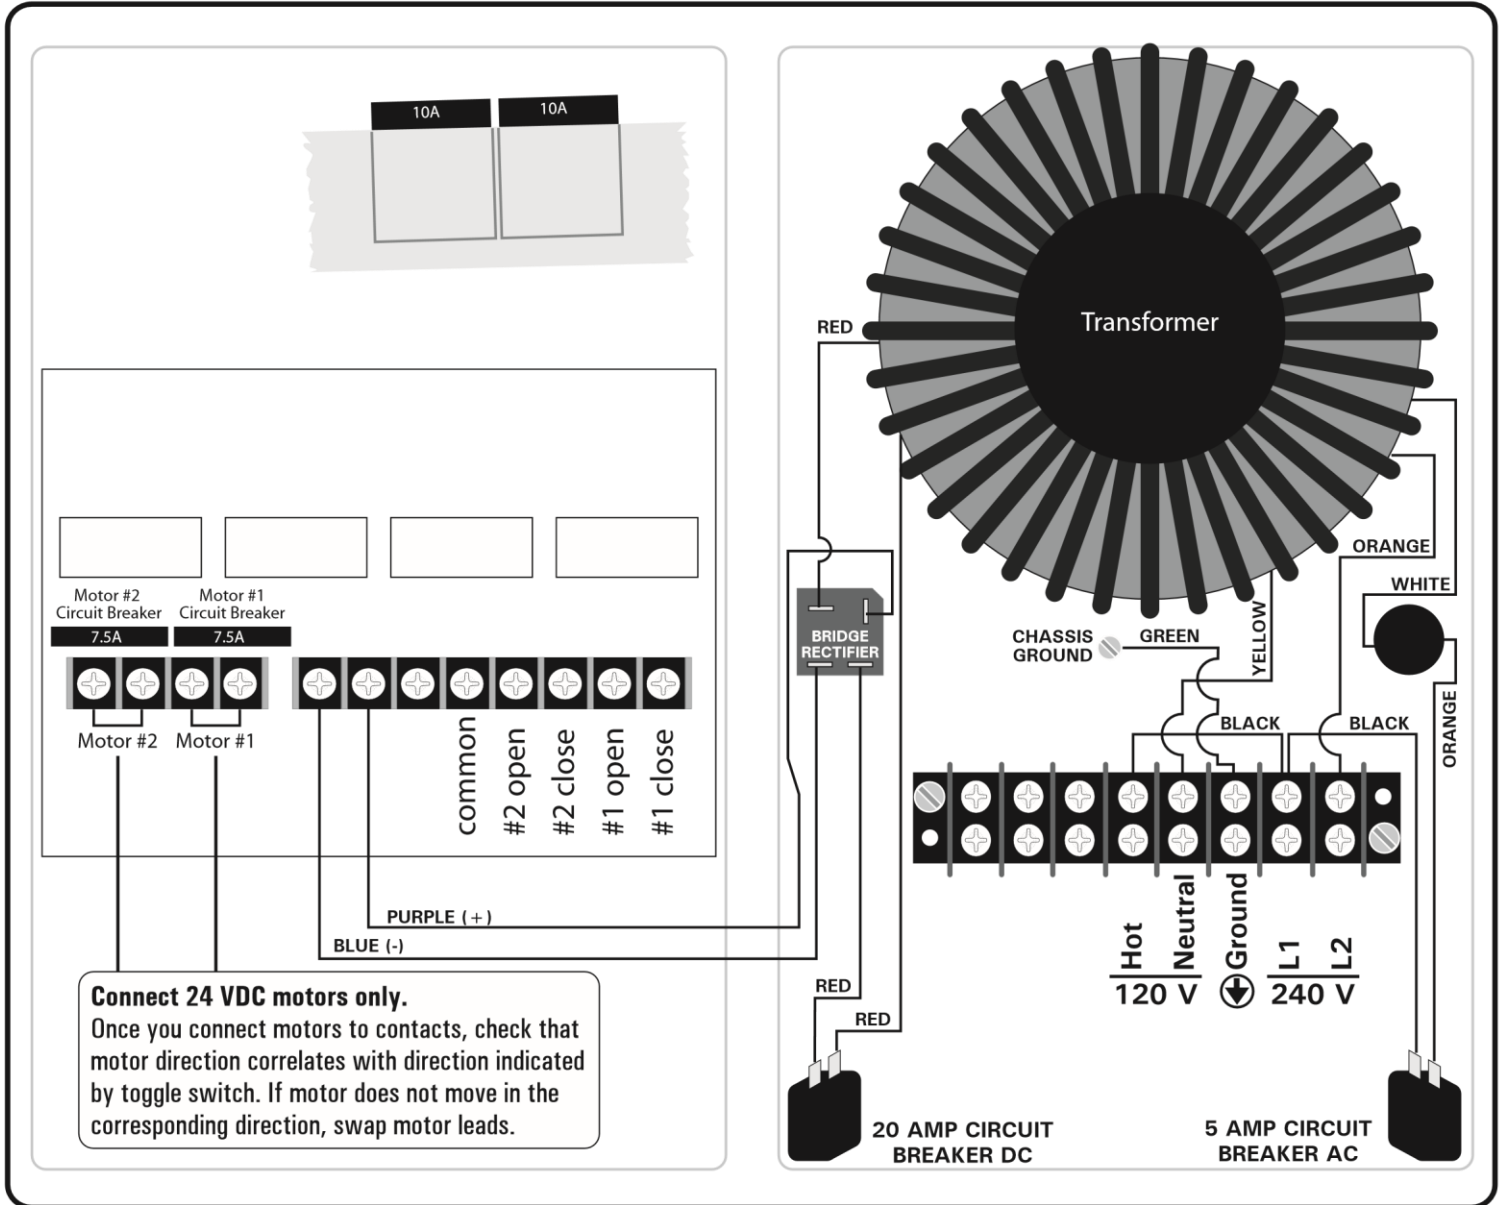 10A
10A
Motor #2
Circuit Breaker
7.5A
Motor #1
Circuit Breaker
7.5A
Motor #2
Motor #1
common
#2 open
#2 close
#1 open
#1 close
PURPLE (+)
BLUE (-)
Connect 24 VDC motors only.
Once you connect motors to contacts, check that
motor direction correlates with direction indicated
by toggle switch. If motor does not move in the
corresponding direction, swap motor leads.
Transformer
RED
ORANGE
WHITE
BRIDGE
RECTIFIER
CHASSIS
GROUND
GREEN
YELLOW
BLACK
BLACK
ORANGE
Hot
Neutral
Ground
L1
L2
120 V
240 V
RED
RED
20 AMP CIRCUIT
BREAKER DC
5 AMP CIRCUIT
BREAKER AC